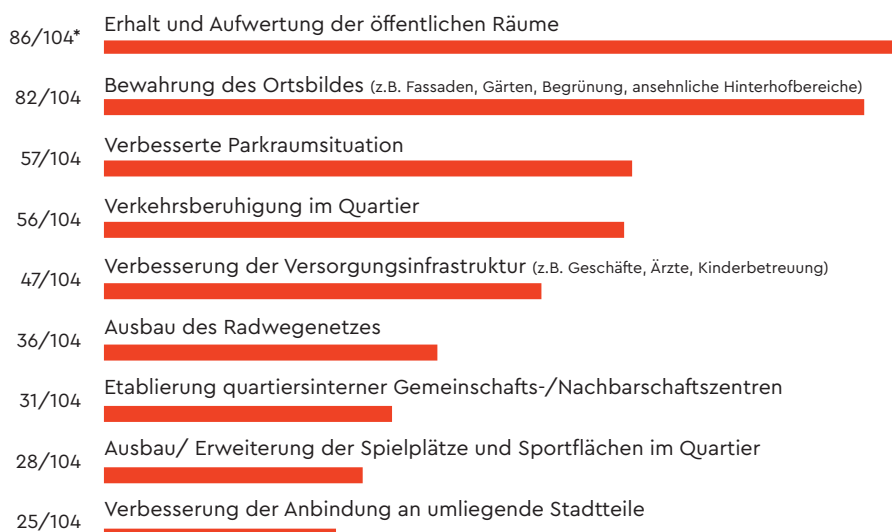 86/104* Erhalt und Aufwertung der öffentlichen Räume
82/104 Bewahrung des Ortsbildes (z.B. Fassaden, Gärten, Begrünung, ansehnliche Hinterhofbereiche)
57/104 Verbesserte Parkraumsituation
56/104 Verkehrsberuhigung im Quartier
47/104 Verbesserung der Versorgungsinfrastruktur (z.B. Geschäfte, Ärzte, Kinderbetreuung)
36/104 Ausbau des Radwegenetzes
31/104 Etablierung quartiersinterner Gemeinschafts-/Nachbarschaftszentren
28/104 Ausbau/ Erweiterung der Spielplätze und Sportflächen im Quartier
25/104 Verbesserung der Anbindung an umliegende Stadtteile